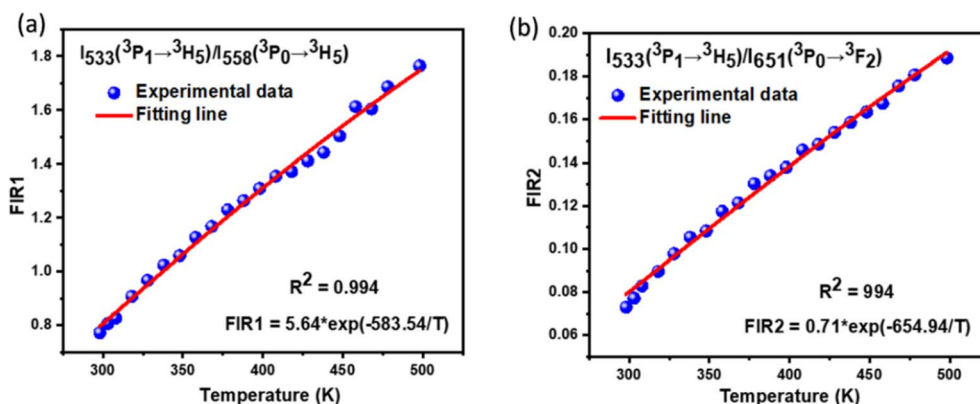 (a)
I₅₃₃(³P₁→³H₅)/I₅₅₈(³P₀→³H₅)
Experimental data
Fitting line
R² = 0.994
FIR1 = 5.64*exp(-583.54/T)
FIR1
1.8
1.6
1.4
1.2
1.0
0.8
300
350
400
450
500
Temperature (K)
(b)
I₅₃₃(³P₁→³H₅)/I₆₅₁(³P₀→³F₂)
Experimental data
Fitting line
R² = 994
FIR2 = 0.71*exp(-654.94/T)
FIR2
0.20
0.18
0.16
0.14
0.12
0.10
0.08
0.06
300
350
400
450
500
Temperature (K)